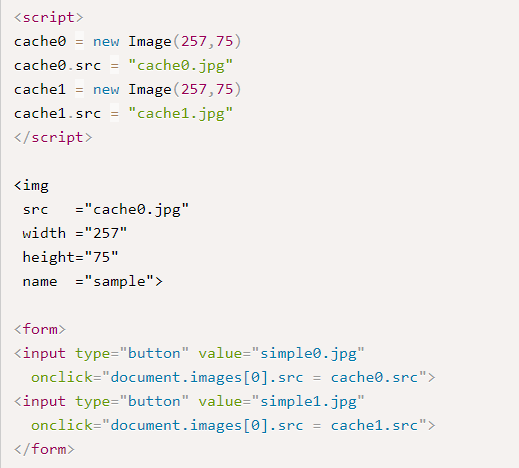 <script>
cache0 = new Image(257,75)
cache0.src = "cache0.jpg"
cache1 = new Image(257,75)
cache1.src = "cache1.jpg"
</script>

<img
 src   ="cache0.jpg"
 width ="257"
 height="75"
 name  ="sample">

<form>
<input type="button" value="simple0.jpg"
  onclick="document.images[0].src = cache0.src">
<input type="button" value="simple1.jpg"
  onclick="document.images[0].src = cache1.src">
</form>